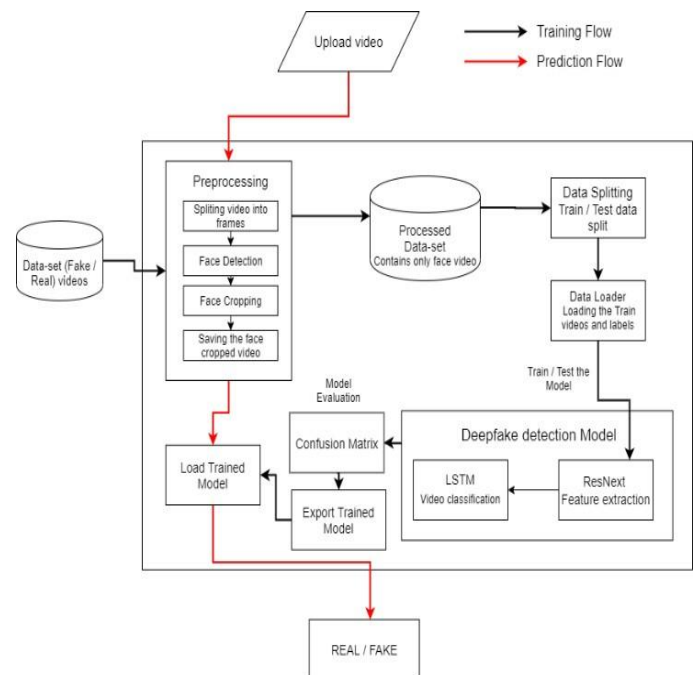 Upload video
Training Flow
Prediction Flow
Preprocessing
Spliting video into
frames
Face Detection
Face Cropping
Saving the face
cropped video
Data-set (Fake /
Real) videos
Processed
Data-set
Contains only face video
Data Splitting
Train / Test data
split
Data Loader
Loading the Train
videos and labels
Train / Test the
Model
Deepfake detection Model
ResNext
Feature extraction
LSTM
Video classification
Model
Evaluation
Confusion Matrix
Export Trained
Model
Load Trained
Model
REAL / FAKE